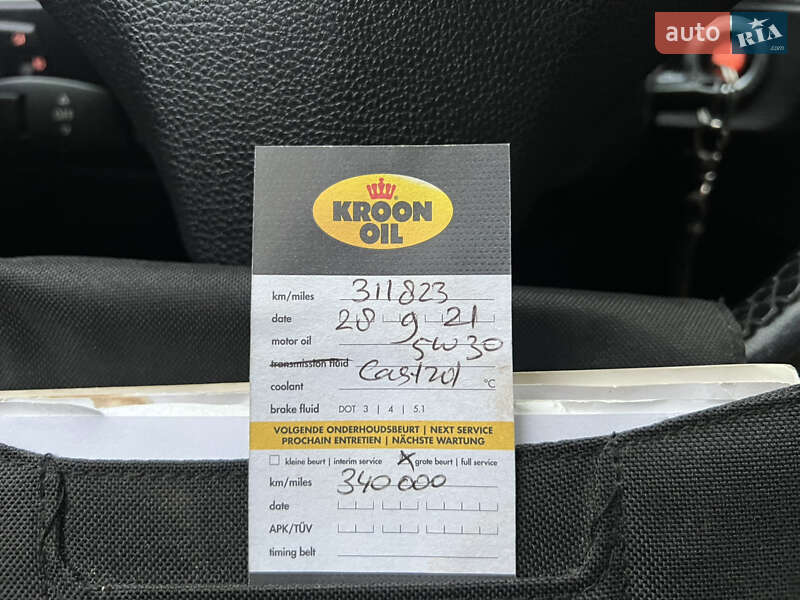 auto RIA.com
KROON
OIL
km/miles 311823
date 28 9 21
motor oil 5W30
transmission fluid
coolant Castrol °C
brake fluid DOT 3 | 4 | 5.1
VOLGENDE ONDERHOUDSBEURT | NEXT SERVICE
PROCHAIN ENTRETIEN | NÄCHSTE WARTUNG
kleine beurt | interim service X grote beurt | full service
km/miles 340000
date
APK/TÜV
timing belt